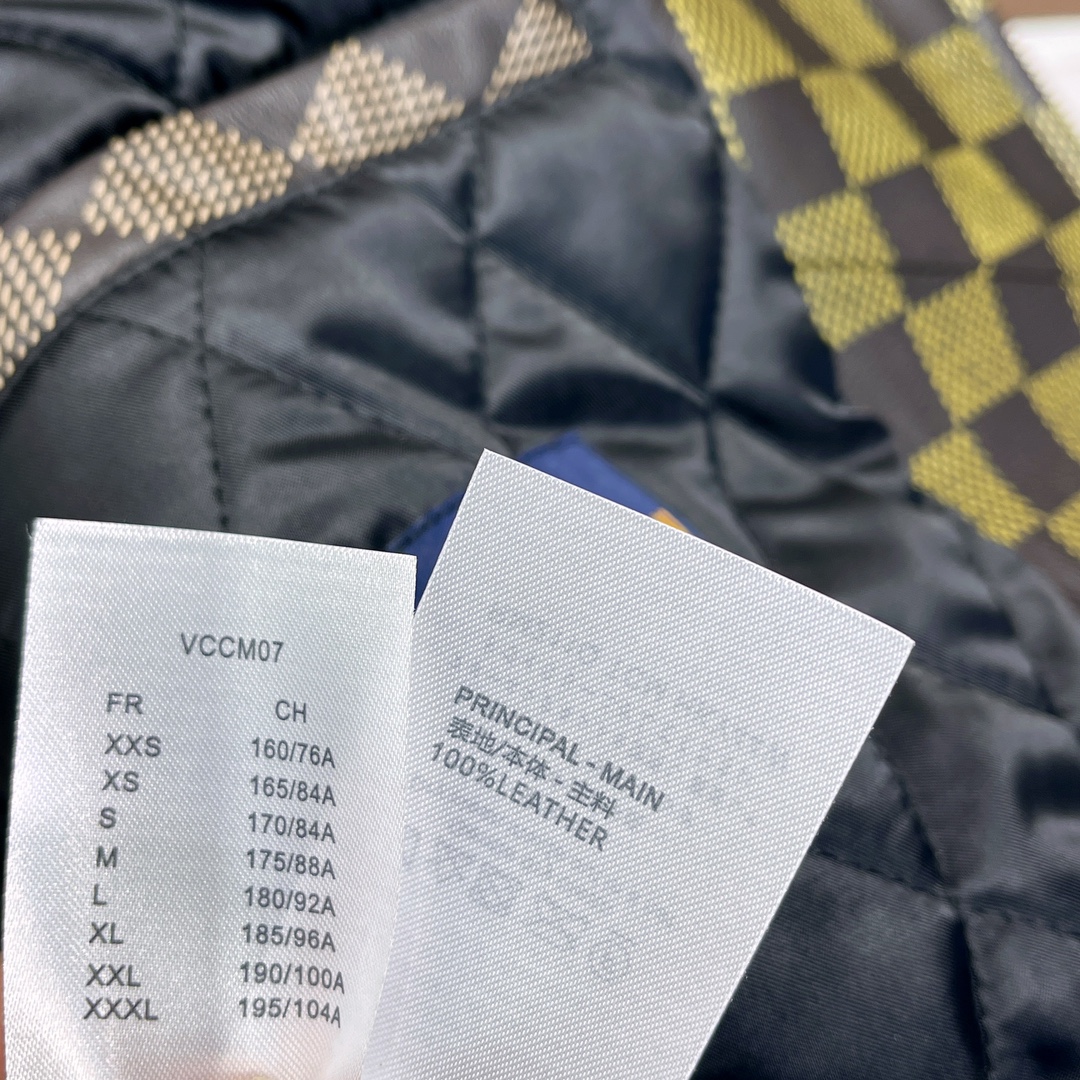 VCCM07
FR CH
XXS 160/76A
XS 165/84A
S 170/84A
M 175/88A
L 180/92A
XL 185/96A
XXL 190/100A
XXXL 195/104A
PRINCIPAL - MAIN
表地/本体 - 主料
100%LEATHER